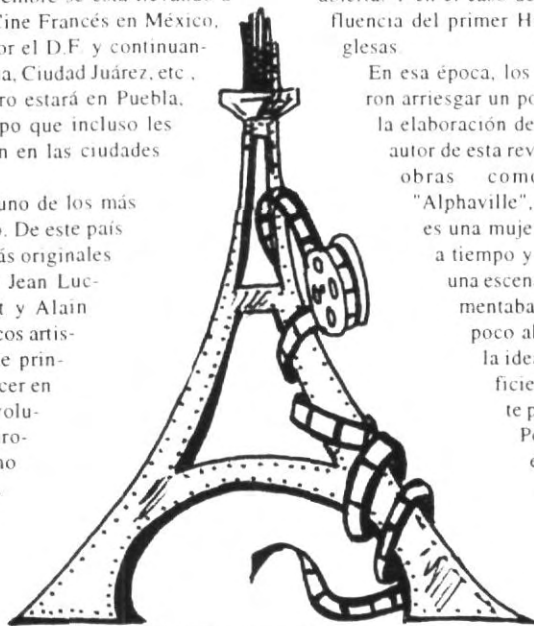 Cine Francés en México,
or el D.F. y continuan-
a, Ciudad Juárez, etc.,
ro estará en Puebla,
po que incluso les
n en las ciudades
uno de los más
o. De este país
ás originales
Jean Luc-
t y Alain
cos artis-
e prin-
cer en
volu-
ro-
no
fluencia del primer H
glesas.
En esa época, los
ron arriesgar un po
la elaboración de
autor de esta rev
obras como
"Alphaville",
es una mujer
a tiempo y
una escena
mentaba
poco al
la idea
ficie
te p
Po
e